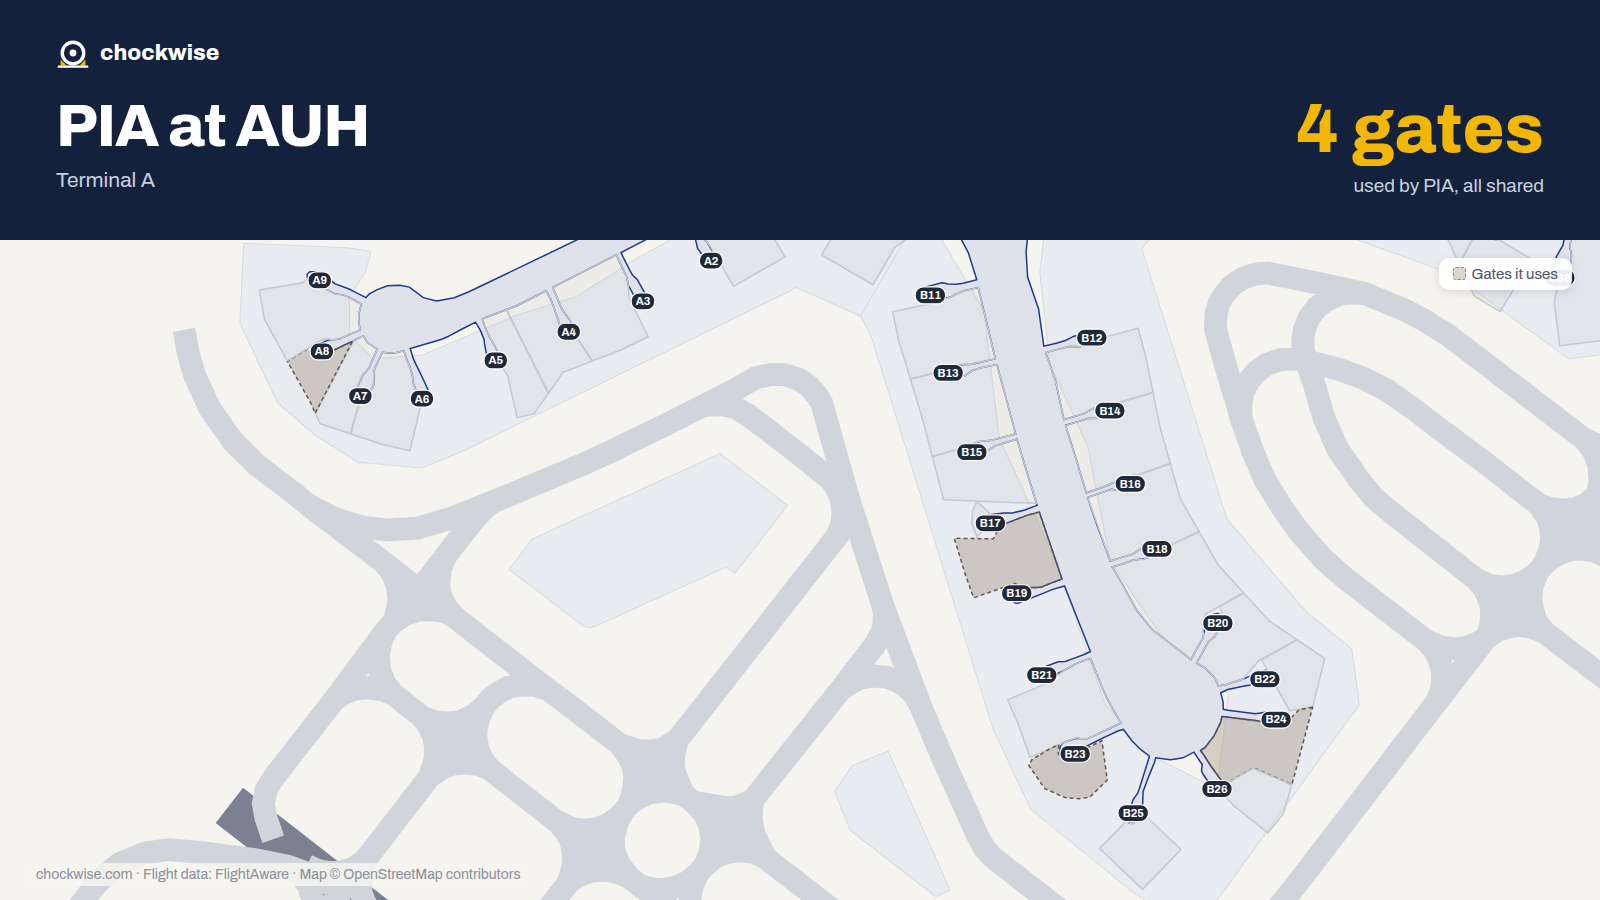 chockwise
PIA at AUH
Terminal A
4 gates
used by PIA, all shared
Gates it uses
A2
A9
A3
B11
A4
B12
A8
A5
B13
A7
A6
B14
B15
B16
B17
B18
B19
B20
B21
B22
B24
B23
B26
B25
chockwise.com · Flight data: FlightAware · Map © OpenStreetMap contributors